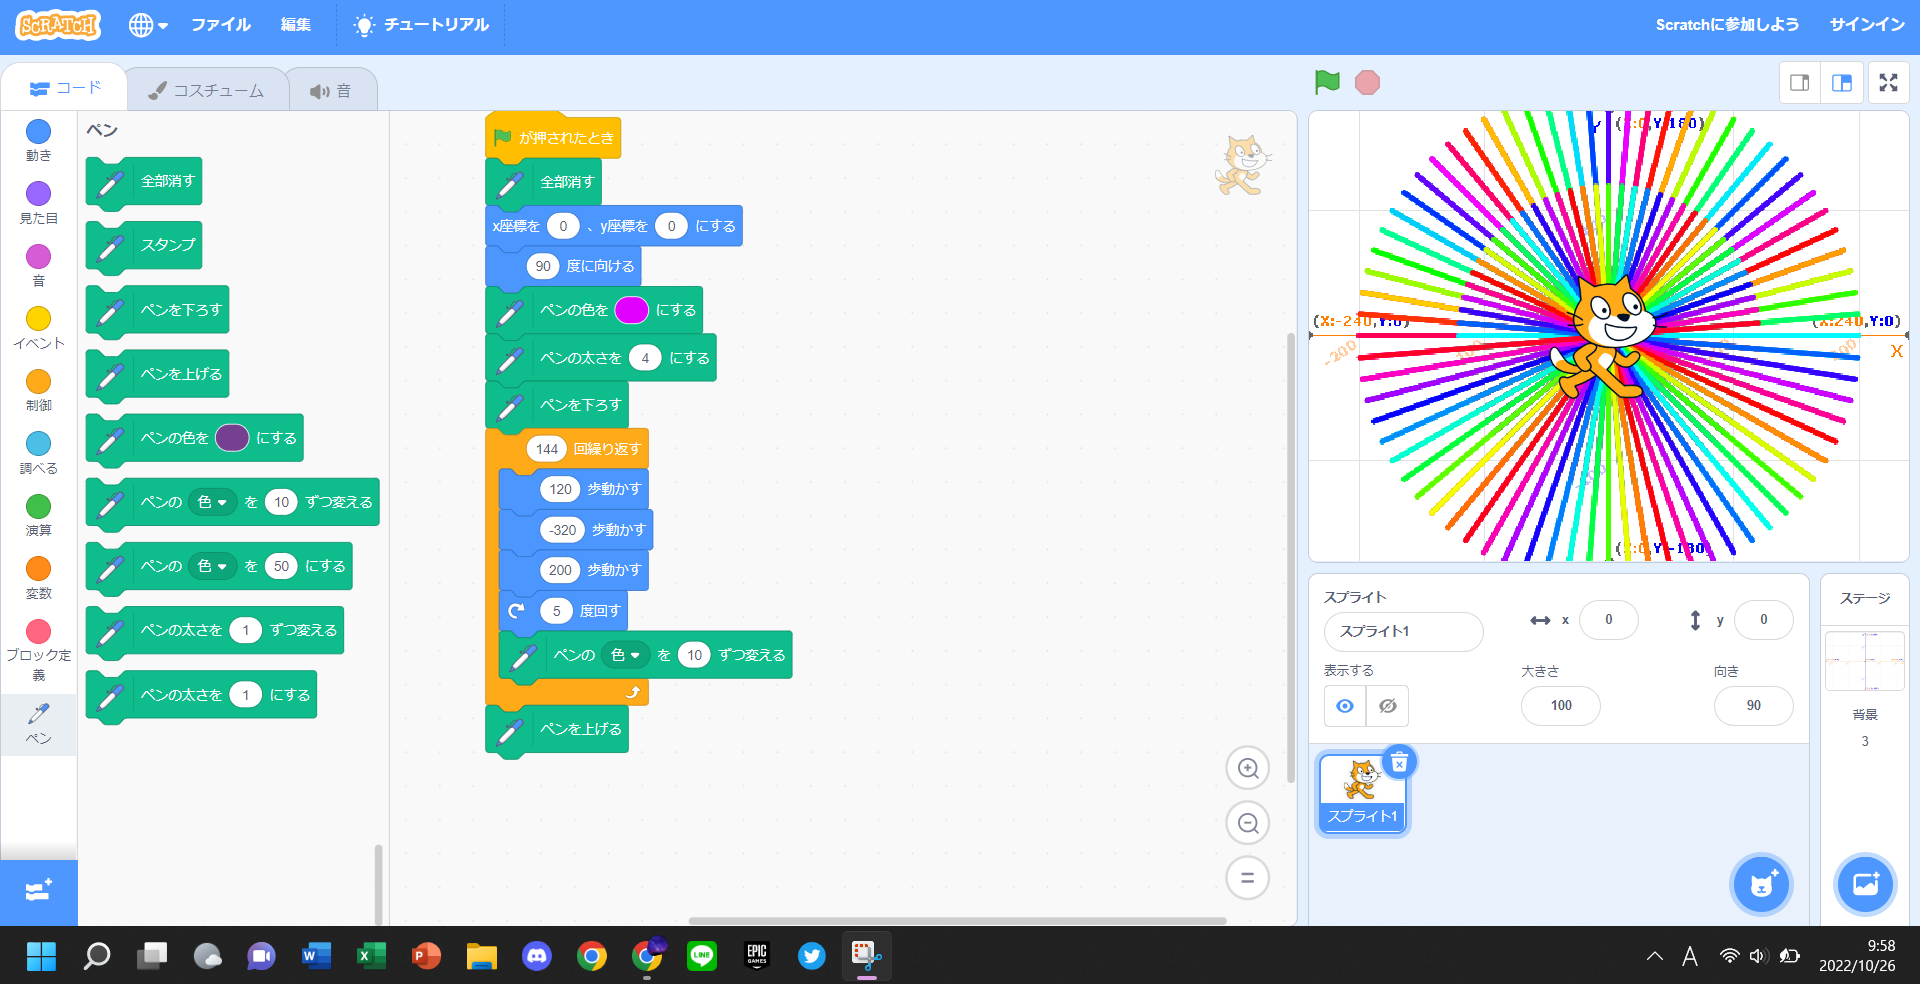 SCRATCH
ファイル
編集
チュートリアル
Scratchに参加しよう
サインイン
コード
コスチューム
音
動き
見た目
音
イベント
制御
調べる
演算
変数
ブロック定
義
ペン
ペン
全部消す
スタンプ
ペンを下ろす
ペンを上げる
ペンの色を にする
ペンの 色 を 10 ずつ変える
ペンの 色 を 50 にする
ペンの太さを 1 ずつ変える
ペンの太さを 1 にする
が押されたとき
全部消す
x座標を 0 、y座標を 0 にする
90 度に向ける
ペンの色を にする
ペンの太さを 4 にする
ペンを下ろす
144 回繰り返す
120 歩動かす
-320 歩動かす
200 歩動かす
5 度回す
ペンの 色 を 10 ずつ変える
ペンを上げる
Y (X:0,Y:180)
(X:-240,Y:0)
(X:240,Y:0)
-200
X
(X:0,Y:-180)
スプライト
スプライト1
x 0
y 0
表示する
大きさ
100
向き
90
スプライト1
ステージ
背景
3
W
X
P
LINE
EPIC
GAMES
A
9:58
2022/10/26